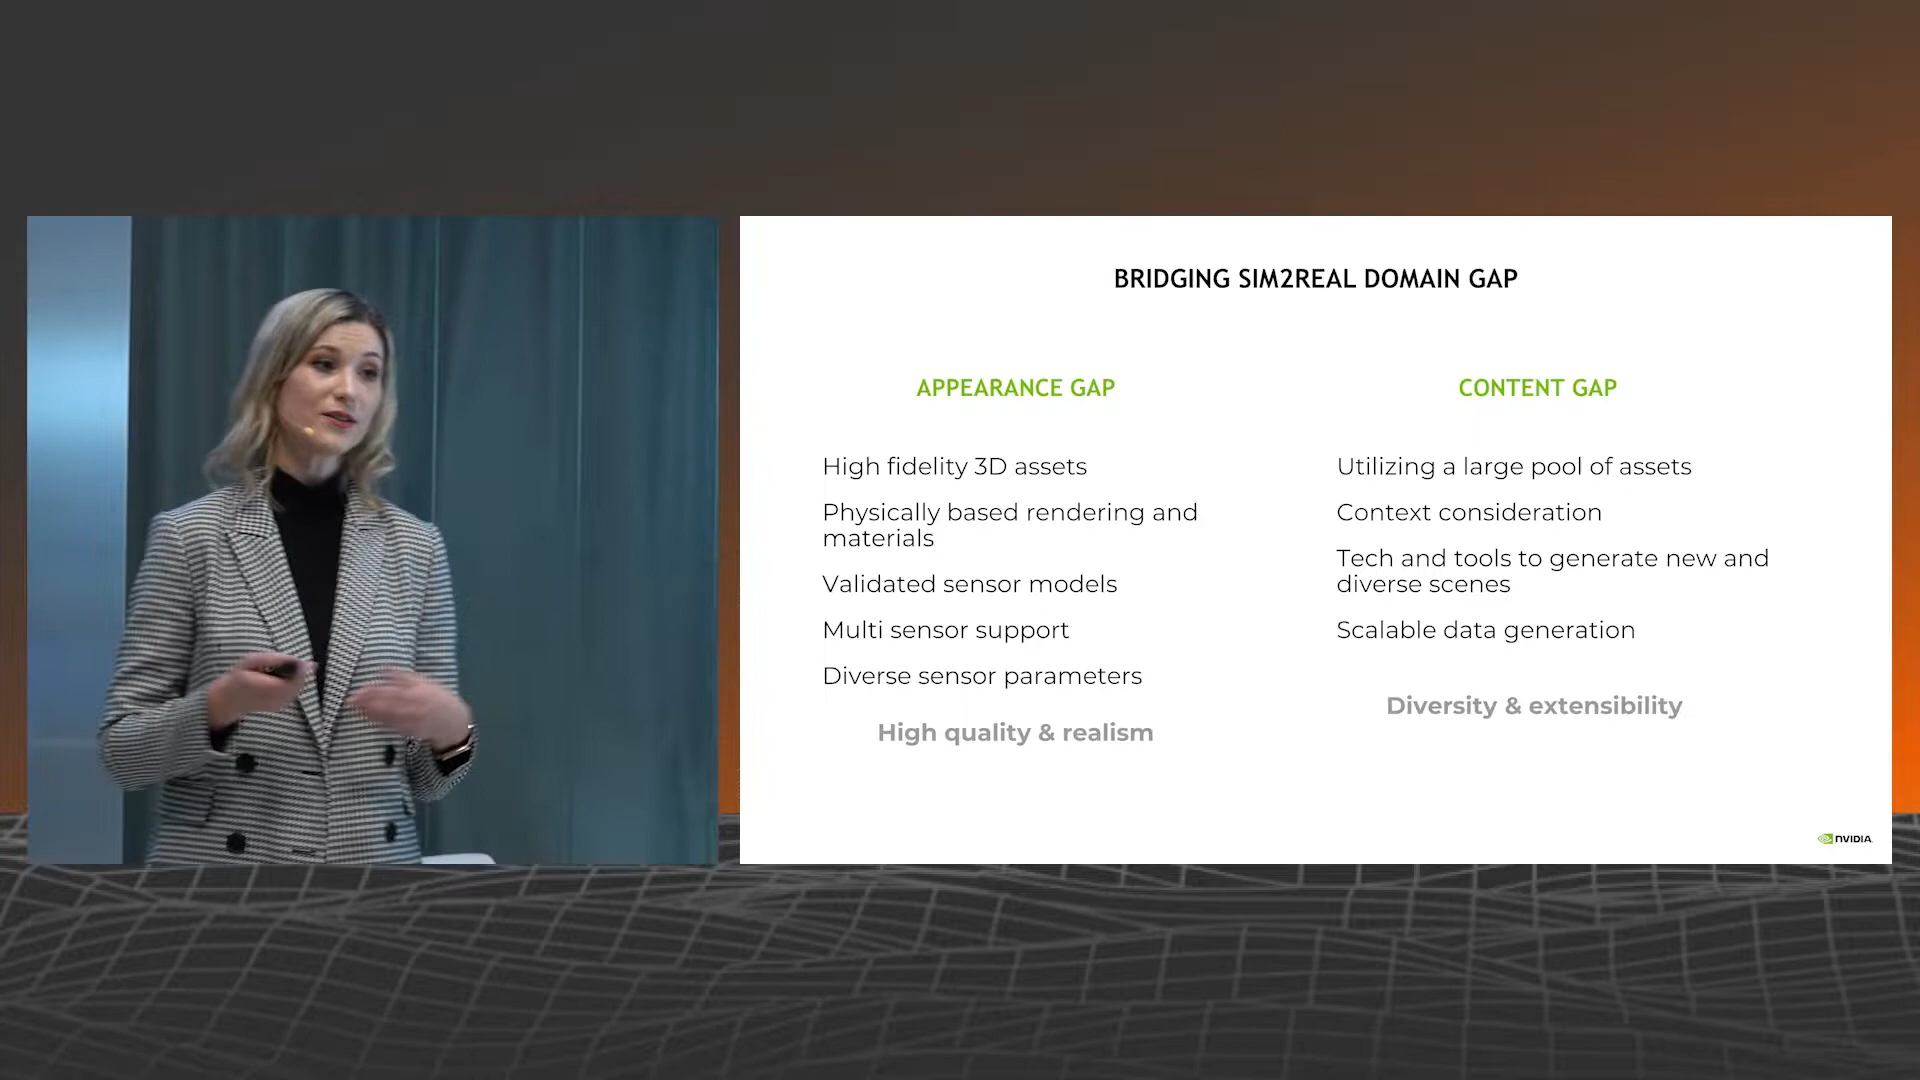 BRIDGING SIM2REAL DOMAIN GAP
APPEARANCE GAP
High fidelity 3D assets
Physically based rendering and
materials
Validated sensor models
Multi sensor support
Diverse sensor parameters
High quality & realism
CONTENT GAP
Utilizing a large pool of assets
Context consideration
Tech and tools to generate new and
diverse scenes
Scalable data generation
Diversity & extensibility
NVIDIA